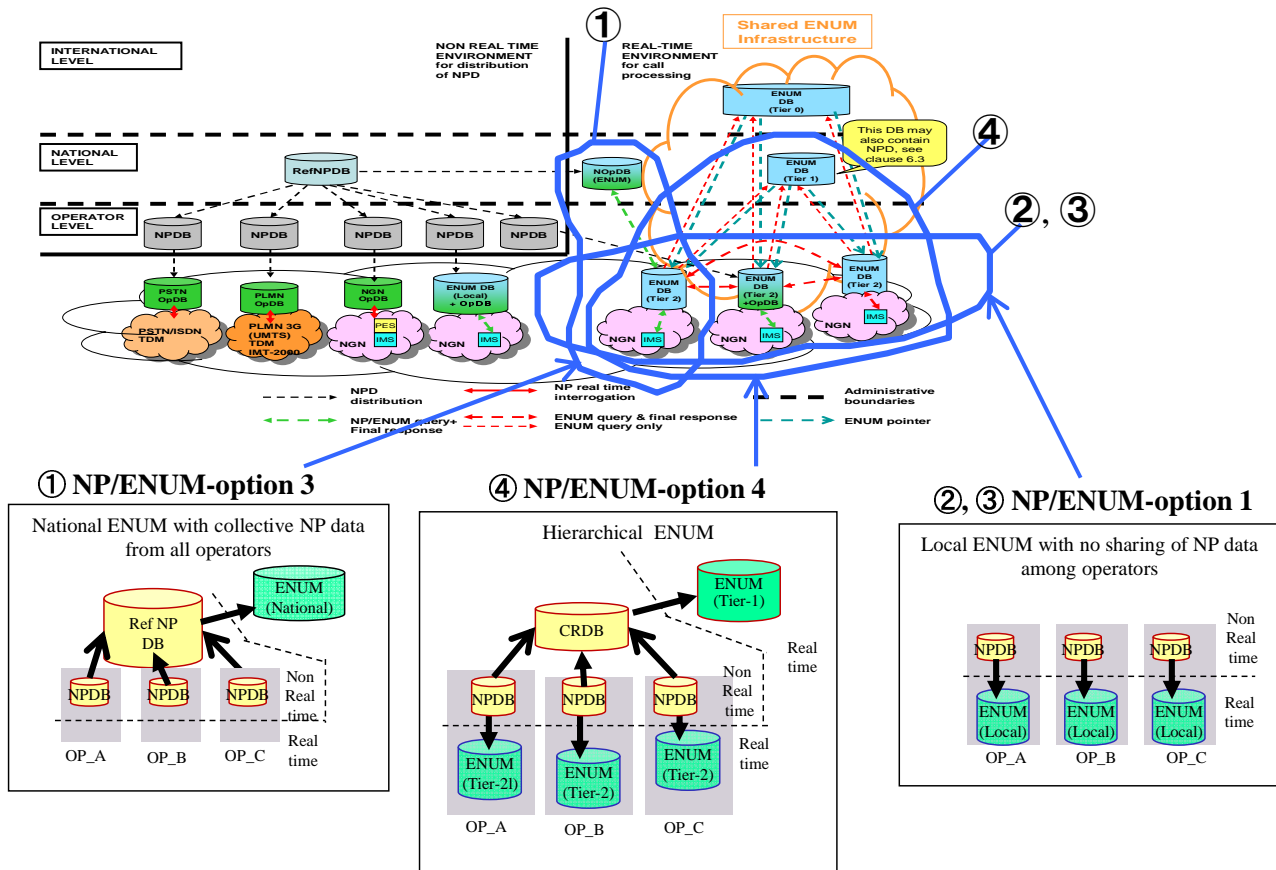 ①
Shared ENUM
Infrastructure
INTERNATIONAL
LEVEL
NON REAL TIME
ENVIRONMENT
for distribution
of NPD
REAL-TIME
ENVIRONMENT
for call
processing
ENUM
DB
(Tier 0)
④
This DB may
also contain
NPD, see
clause 6.3
NATIONAL
LEVEL
RefNPDB
NOpDB
(ENUM)
ENUM
DB
(Tier 1)
②, ③
OPERATOR
LEVEL
NPDB
NPDB
NPDB
NPDB
NPDB
PSTN
OpDB
PLMN
OpDB
NGN
OpDB
ENUM DB
(Local)
+ OpDB
ENUM
DB
(Tier 2)
ENUM
DB
(Tier 2)
+OpDB
ENUM
DB
(Tier 2)
PSTN/ISDN
TDM
PLMN 3G
(UMTS)
TDM
IMT-2000
PES
IMS
NGN
IMS
NGN
IMS
NGN
IMS
NGN
IMS
NGN
NPD
distribution
NP real time
interrogation
Administrative
boundaries
NP/ENUM query+
Final response
ENUM query & final response
ENUM query only
ENUM pointer
① NP/ENUM-option 3
④ NP/ENUM-option 4
②, ③ NP/ENUM-option 1
National ENUM with collective NP data
from all operators
ENUM
(National)
Ref NP
DB
NPDB
NPDB
NPDB
Non
Real
time
Real
time
OP_A
OP_B
OP_C
Hierarchical ENUM
ENUM
(Tier-1)
CRDB
Real
time
NPDB
NPDB
NPDB
Non
Real
time
Real
time
ENUM
(Tier-2l)
ENUM
(Tier-2)
ENUM
(Tier-2)
OP_A
OP_B
OP_C
Local ENUM with no sharing of NP data
among operators
NPDB
NPDB
NPDB
Non
Real
time
Real
time
ENUM
(Local)
ENUM
(Local)
ENUM
(Local)
OP_A
OP_B
OP_C